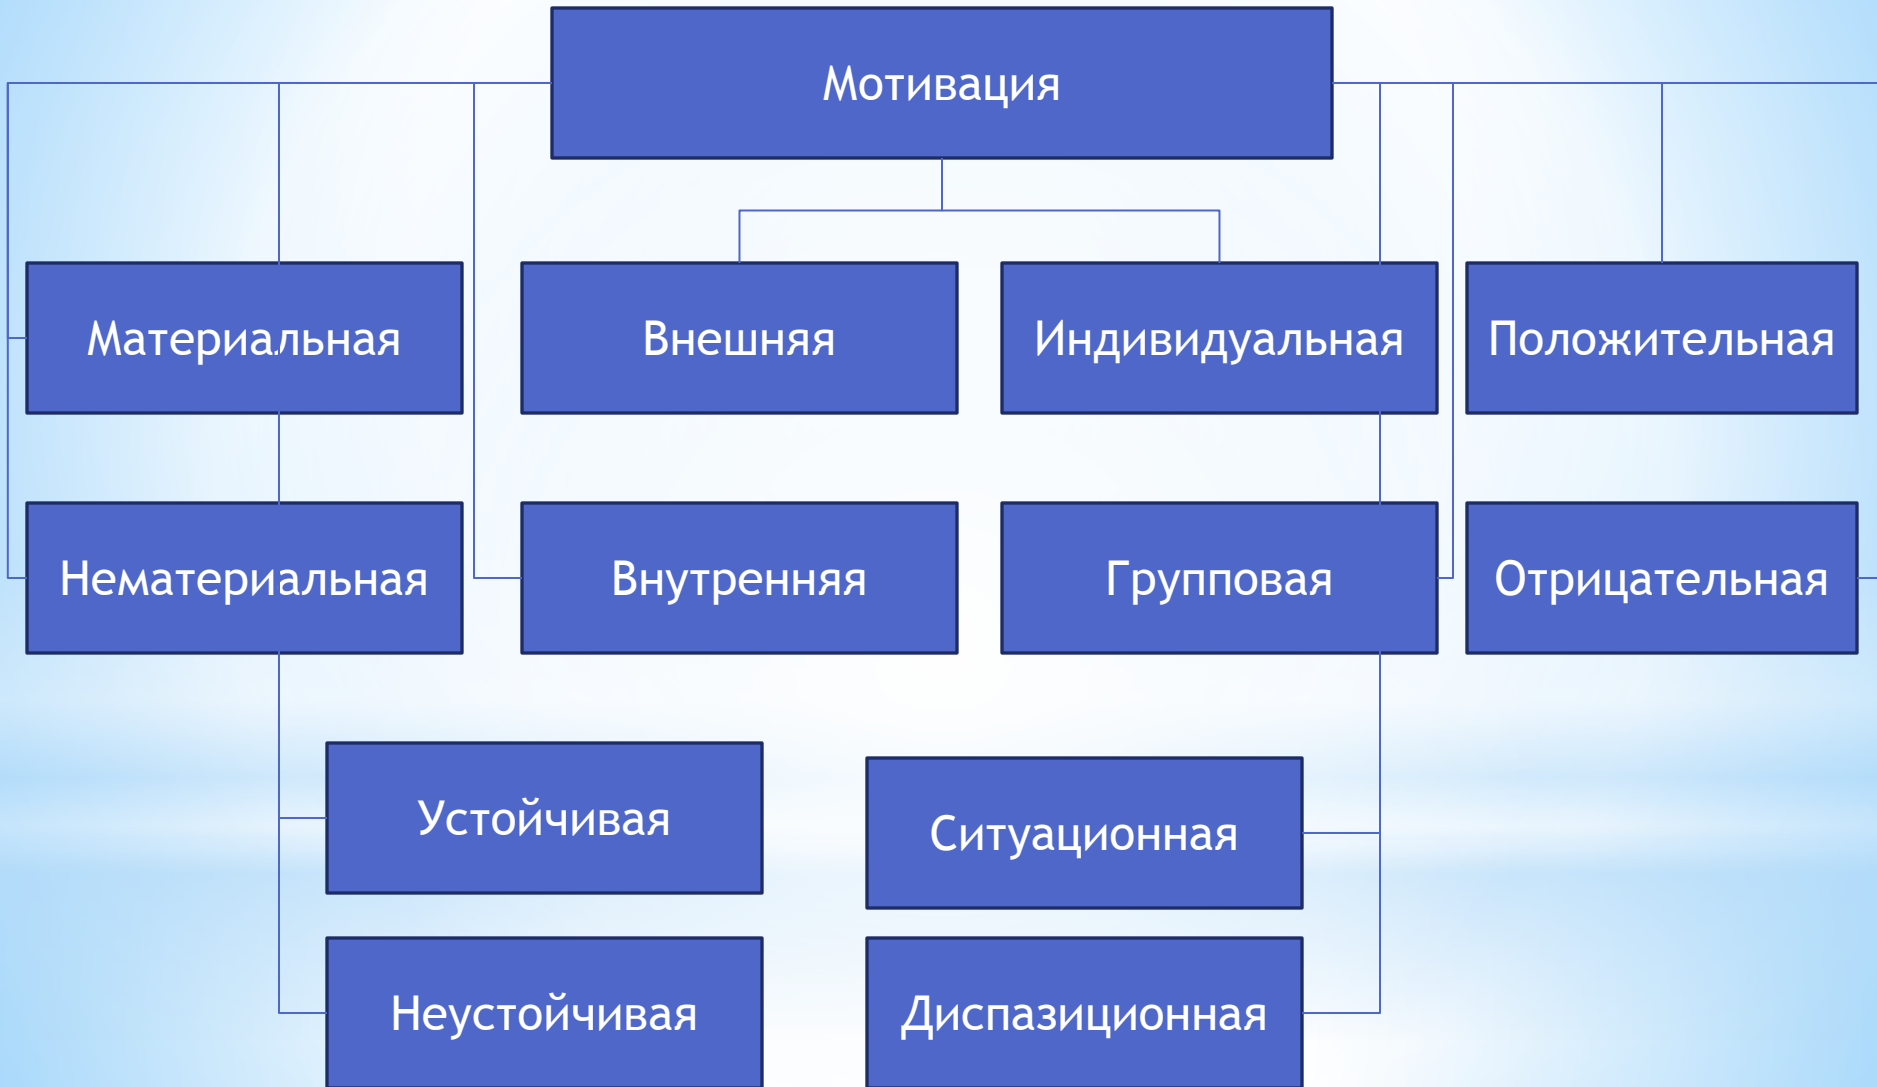 Мотивация
Материальная
Внешняя
Индивидуальная
Положительная
Нематериальная
Внутренняя
Групповая
Отрицательная
Устойчивая
Ситуационная
Неустойчивая
Диспазиционная